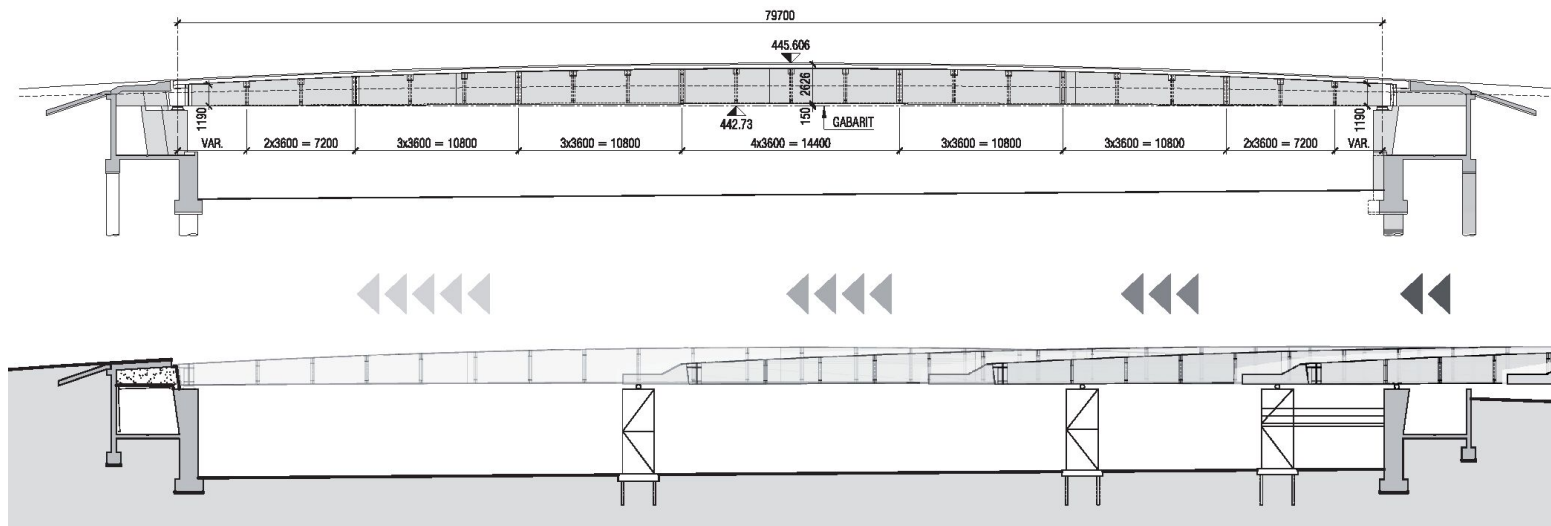 79700
445.606
2626
1190
150
GABARIT
442.73
1190
VAR.
2x3600 = 7200
3x3600 = 10800
3x3600 = 10800
4x3600 = 14400
3x3600 = 10800
3x3600 = 10800
2x3600 = 7200
VAR.